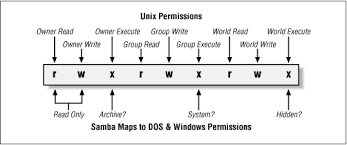 Unix Permissions
Owner Read Owner Execute Group Write World Read World Execute
Owner Write Group Read Group Execute World Write
r w x r w x r w x
Read Only Archive? System? Hidden?
Samba Maps to DOS & Windows Permissions